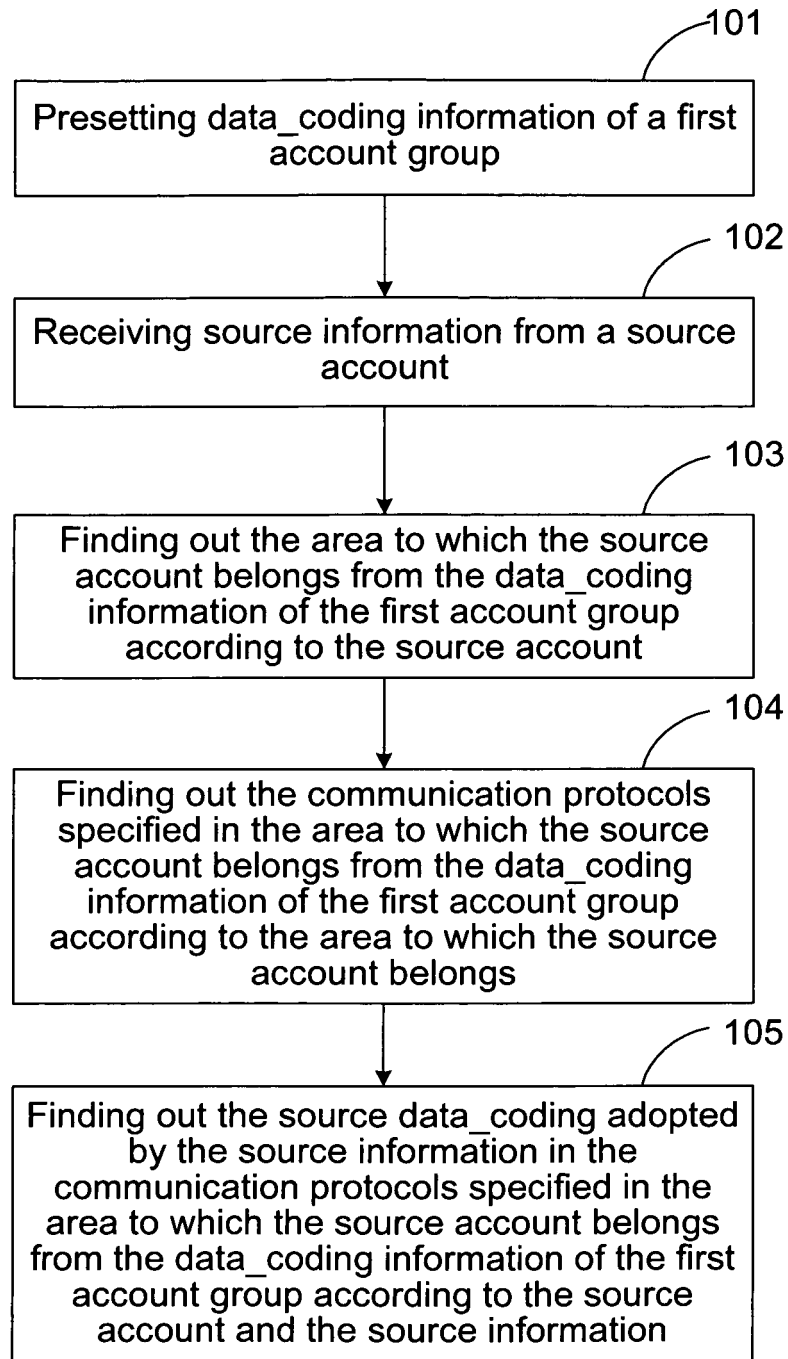 101
Presetting data_coding information of a first
account group
102
Receiving source information from a source
account
103
Finding out the area to which the source
account belongs from the data_coding
information of the first account group
according to the source account
104
Finding out the communication protocols
specified in the area to which the source
account belongs from the data_coding
information of the first account group
according to the area to which the source
account belongs
105
Finding out the source data_coding adopted
by the source information in the
communication protocols specified in the
area to which the source account belongs
from the data_coding information of the first
account group according to the source
account and the source information